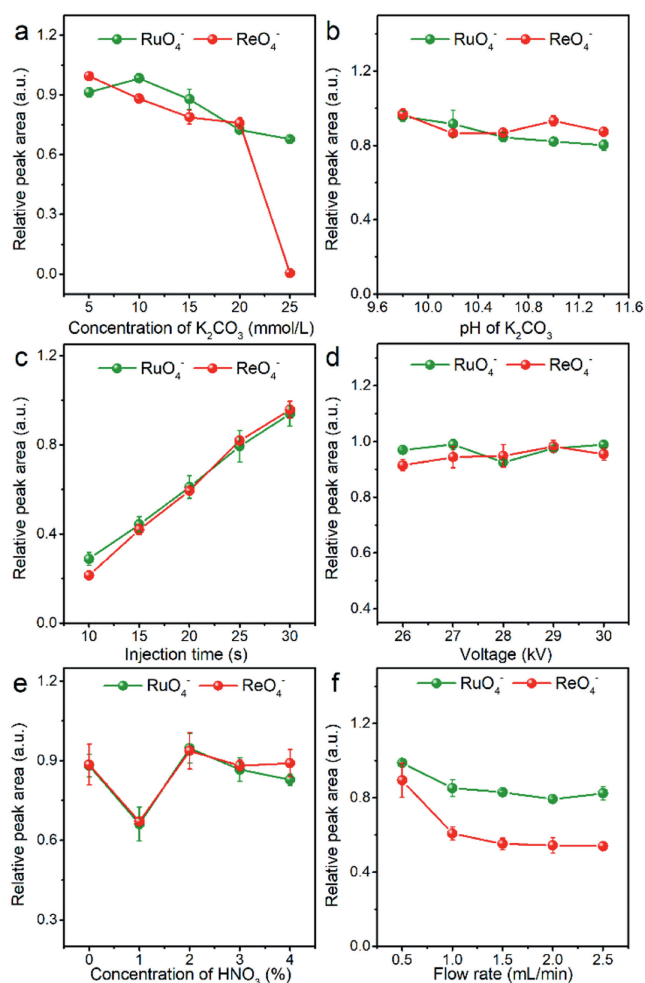 a
RuO4- ReO4-
Relative peak area (a.u.)
1.2
0.9
0.6
0.3
0.0
5 10 15 20 25
Concentration of K2CO3 (mmol/L)
b
RuO4- ReO4-
Relative peak area (a.u.)
1.2
0.8
0.4
0.0
9.6 10.0 10.4 10.8 11.2 11.6
pH of K2CO3
c
RuO4- ReO4-
Relative peak area (a.u.)
1.2
0.8
0.4
0.0
10 15 20 25 30
Injection time (s)
d
RuO4- ReO4-
Relative peak area (a.u.)
1.2
1.0
0.8
0.6
0.4
26 27 28 29 30
Voltage (kV)
e
RuO4- ReO4-
Relative peak area (a.u.)
1.2
0.9
0.6
0.3
0 1 2 3 4
Concentration of HNO3 (%)
f
RuO4- ReO4-
Relative peak area (a.u.)
1.2
0.8
0.4
0.0
0.5 1.0 1.5 2.0 2.5
Flow rate (mL/min)